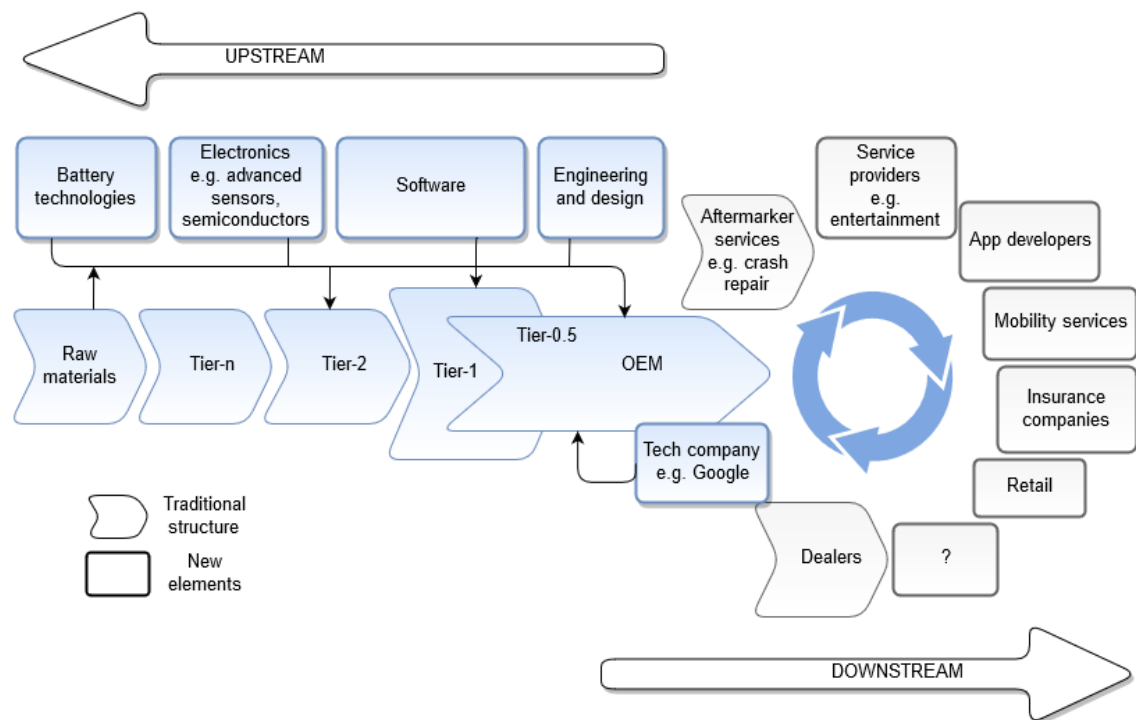 UPSTREAM
Battery
technologies
Electronics
e.g. advanced
sensors,
semiconductors
Software
Engineering
and design
Aftermarker
services
e.g. crash
repair
Service
providers
e.g.
entertainment
App developers
Mobility services
Insurance
companies
Retail
?
Dealers
Raw
materials
Tier-n
Tier-2
Tier-1
Tier-0.5
OEM
Tech company
e.g. Google
Traditional
structure
New
elements
DOWNSTREAM